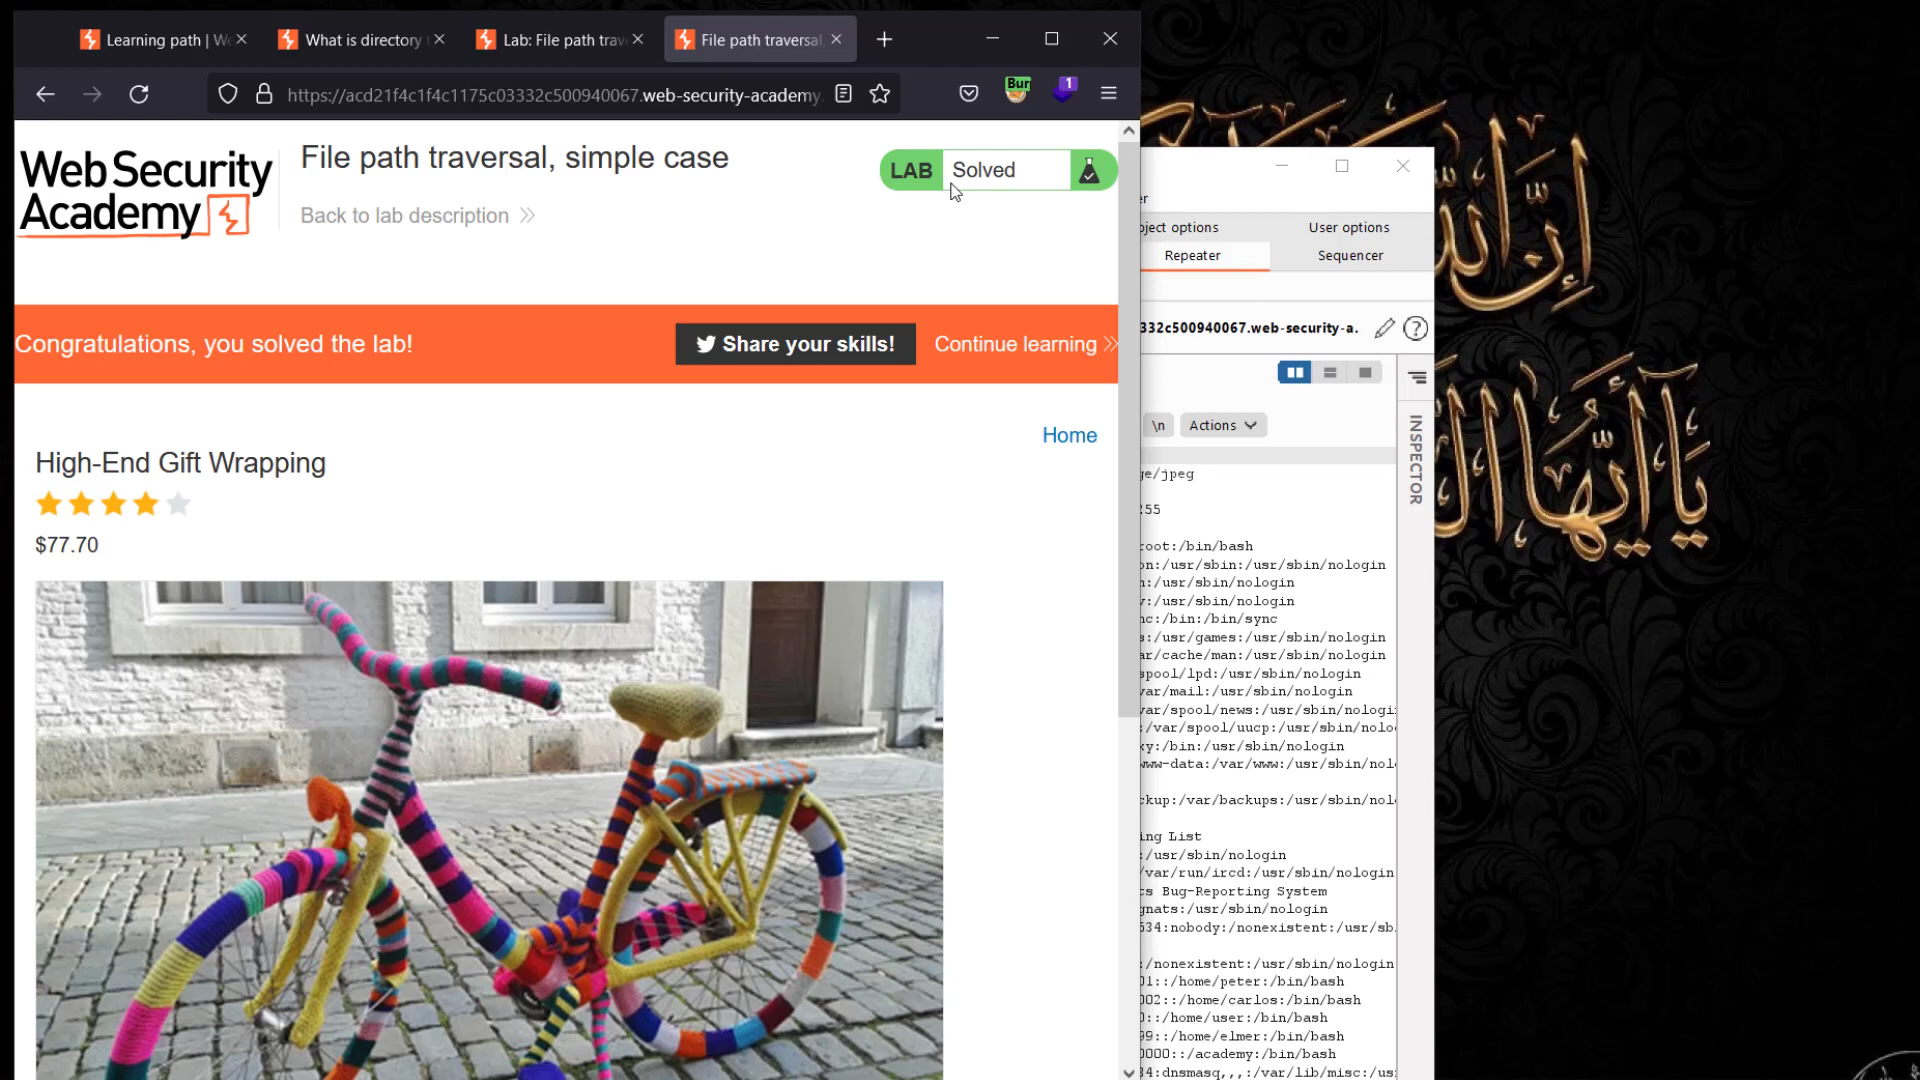 Learning path | We
What is directory t
Lab: File path trav
File path traversal,
https://acd21f4c1f4c1175c03332c500940067.web-security-academy.
Bur
1
Web Security
Academy
File path traversal, simple case
Back to lab description
LAB
Solved
Congratulations, you solved the lab!
Share your skills!
Continue learning
Home
High-End Gift Wrapping
$77.70
er
oject options
User options
Repeater
Sequencer
332c500940067.web-security-a.
?
\n
Actions
INSPECTOR
ge/jpeg
255
root:/bin/bash
on:/usr/sbin:/usr/sbin/nologin
n:/usr/sbin/nologin
v:/usr/sbin/nologin
nc:/bin:/bin/sync
s:/usr/games:/usr/sbin/nologin
ar/cache/man:/usr/sbin/nologin
spool/lpd:/usr/sbin/nologin
var/mail:/usr/sbin/nologin
var/spool/news:/usr/sbin/nologin
:/var/spool/uucp:/usr/sbin/nolo
xy:/bin:/usr/sbin/nologin
www-data:/var/www:/usr/sbin/nol
ckup:/var/backups:/usr/sbin/nol
ing List
:/usr/sbin/nologin
/var/run/ircd:/usr/sbin/nologin
ts Bug-Reporting System
gnats:/usr/sbin/nologin
534:nobody:/nonexistent:/usr/sb
:/nonexistent:/usr/sbin/nologin
01::/home/peter:/bin/bash
002::/home/carlos:/bin/bash
0::/home/user:/bin/bash
99::/home/elmer:/bin/bash
0000::/academy:/bin/bash
34:dnsmasq,,,:/var/lib/misc:/us